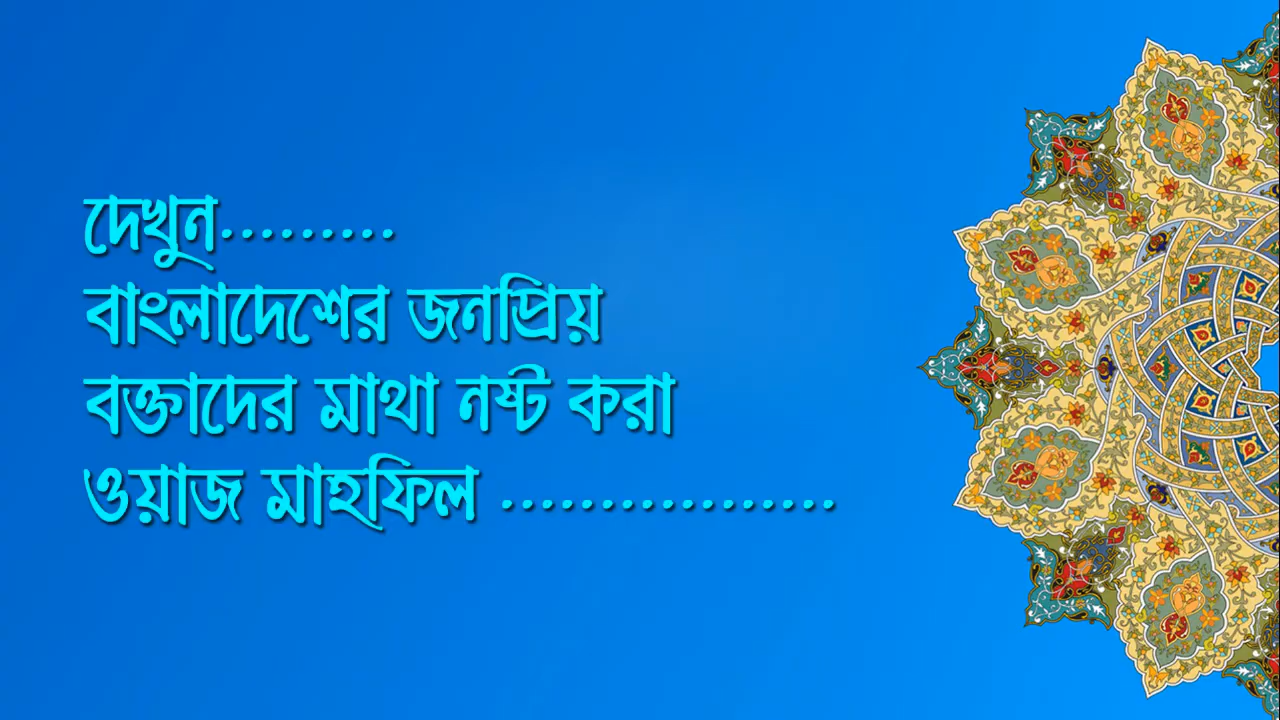 দেখুন.........
বাংলাদেশের জনপ্রিয়
বক্তাদের মাথা নষ্ট করা
ওয়াজ মাহফিল .................